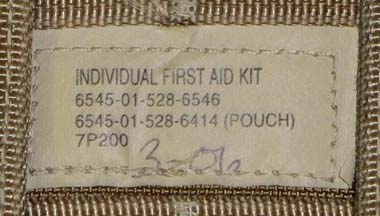 INDIVIDUAL FIRST AID KIT
6545-01-528-6546
6545-01-528-6414 (POUCH)
7P200